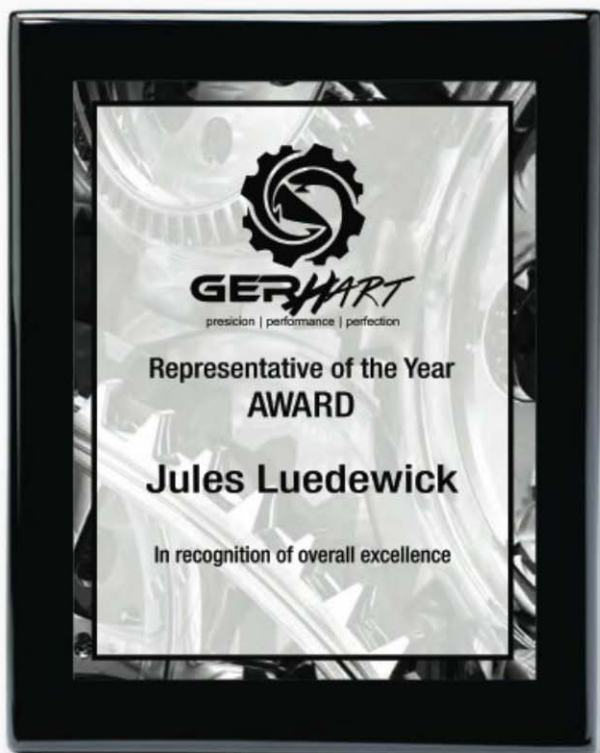 GERHART
presicion | performance | perfection
Representative of the Year
AWARD
Jules Luedewick
In recognition of overall excellence